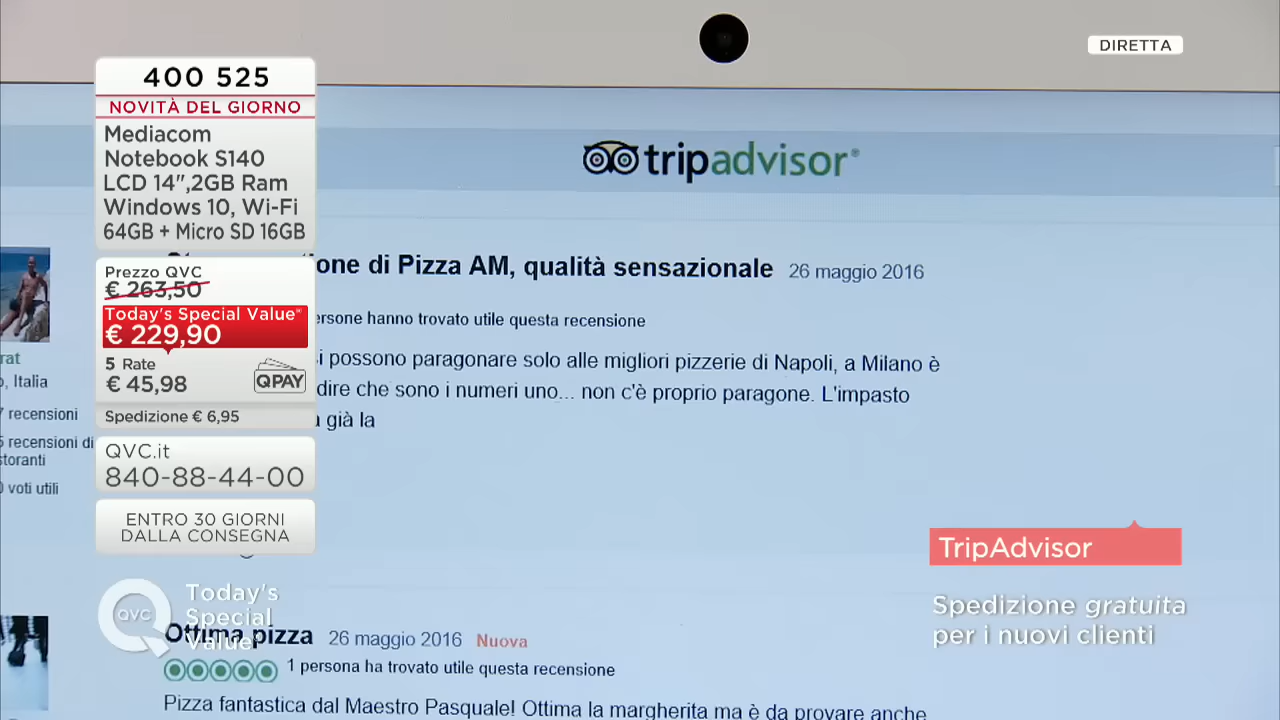 DIRETTA
400 525
NOVITÀ DEL GIORNO
Mediacom
Notebook S140
LCD 14",2GB Ram
Windows 10, Wi-Fi
64GB + Micro SD 16GB
Prezzo QVC
€ 263,50
Today's Special Value®
€ 229,90
5 Rate
€ 45,98
QPAY
Spedizione € 6,95
QVC.it
840-88-44-00
ENTRO 30 GIORNI
DALLA CONSEGNA
QVC
Today's
Special
Value®
tripadvisor®
one di Pizza AM, qualità sensazionale 26 maggio 2016
ersone hanno trovato utile questa recensione
i possono paragonare solo alle migliori pizzerie di Napoli, a Milano è
dire che sono i numeri uno... non c'è proprio paragone. L'impasto
già la
rat
, Italia
recensioni
recensioni di
storanti
voti utili
Ottima pizza 26 maggio 2016 Nuova
1 persona ha trovato utile questa recensione
Pizza fantastica dal Maestro Pasquale! Ottima la margherita ma è da provare anche
TripAdvisor
Spedizione gratuita
per i nuovi clienti